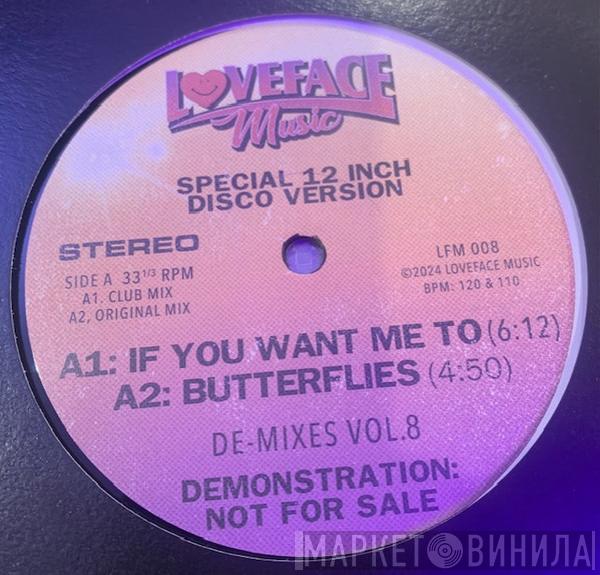 LOVEFACE
Music
SPECIAL 12 INCH
DISCO VERSION
STEREO
SIDE A 33 1/3 RPM
A1. CLUB MIX
A2, ORIGINAL MIX
LFM 008
©2024 LOVEFACE MUSIC
BPM: 120 & 110
A1: IF YOU WANT ME TO (6:12)
A2: BUTTERFLIES (4:50)
DE-MIXES VOL.8
DEMONSTRATION:
NOT FOR SALE
МАРКЕТ ВИНИЛА